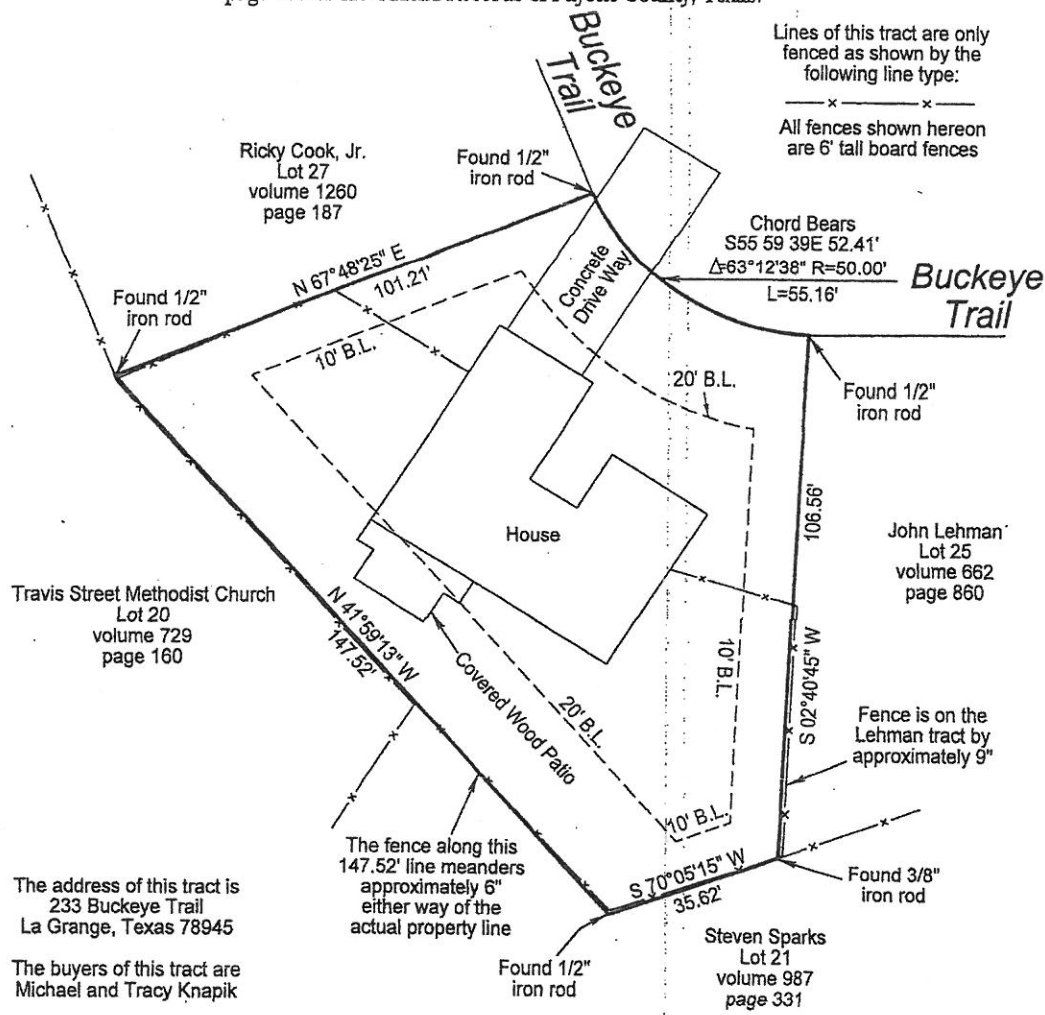 County, Texas.
Buckeye
Trail
Lines of this tract are only
fenced as shown by the
following line type:
All fences shown hereon
are 6' tall board fences
Ricky Cook, Jr.
Lot 27
volume 1260
page 187
Found 1/2"
iron rod
Chord Bears
S55 59 39E 52.41'
Δ=63°12'38" R=50.00'
L=55.16'
Buckeye
Trail
N 67°48'25" E
101.21'
Concrete
Drive Way
Found 1/2"
iron rod
10' B.L.
20' B.L.
Found 1/2"
iron rod
House
106.56'
S 02°40'45" W
John Lehman
Lot 25
volume 662
page 860
Travis Street Methodist Church
Lot 20
volume 729
page 160
N 41°59'13" W
147.52'
Covered Wood Patio
20' B.L.
10' B.L.
Fence is on the
Lehman tract by
approximately 9"
10' B.L.
The fence along this
147.52' line meanders
approximately 6"
either way of the
actual property line
S 70°05'15" W
35.62'
Found 3/8"
iron rod
The address of this tract is
233 Buckeye Trail
La Grange, Texas 78945
The buyers of this tract are
Michael and Tracy Knapik
Found 1/2"
iron rod
Steven Sparks
Lot 21
volume 987
page 331